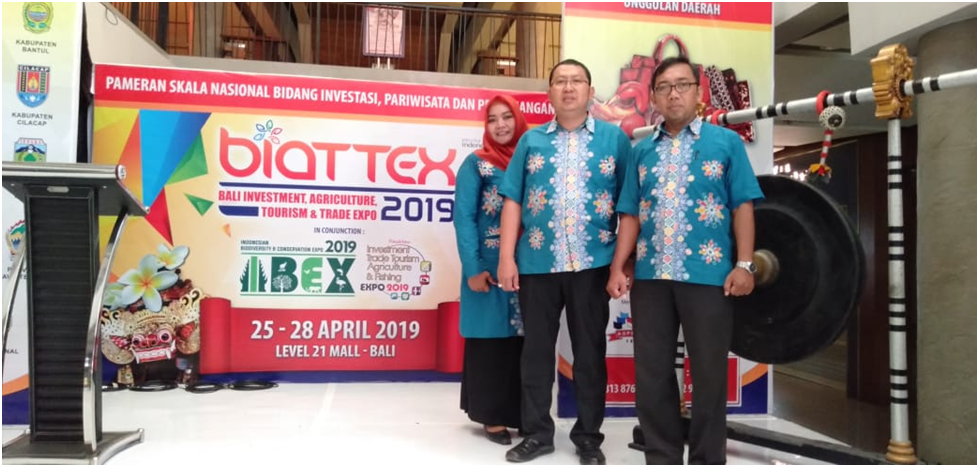 KABUPATEN
BANTUL
CILACAP
KABUPATEN
CILACAP
UNGGULAN DAERAH
PAMERAN SKALA NASIONAL BIDANG INVESTASI, PARIWISATA DAN
biattex
BALI INVESTMENT, AGRICULTURE,
TOURISM & TRADE EXPO 2019
IN CONJUNCTION :
INDONESIAN
BIODIVERSITY & CONSERVATION EXPO 2019
IBEX
Investment
Trade Tourism
Agriculture
& Fishing
EXPO 2019
25 - 28 APRIL 2019
LEVEL 21 MALL - BALI